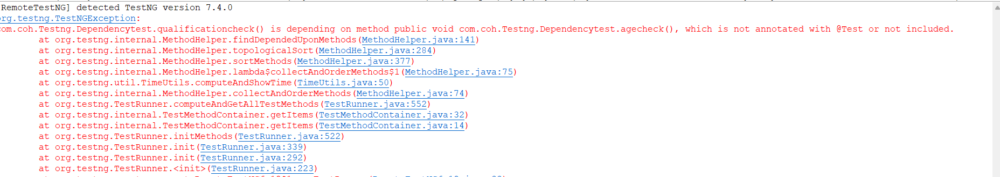 RemoteTestNG] detected TestNG version 7.4.0
org.testng.TestNGException:
com.coh.Testng.Dependencytest.qualificationcheck() is depending on method public void com.coh.Testng.Dependencytest.agecheck(), which is not annotated with @Test or not included.
at org.testng.internal.MethodHelper.findDependedUponMethods(MethodHelper.java:141)
at org.testng.internal.MethodHelper.topologicalSort(MethodHelper.java:284)
at org.testng.internal.MethodHelper.sortMethods(MethodHelper.java:377)
at org.testng.internal.MethodHelper.lambda$collectAndOrderMethods$1(MethodHelper.java:75)
at org.testng.util.TimeUtils.computeAndShowTime(TimeUtils.java:50)
at org.testng.internal.MethodHelper.collectAndOrderMethods(MethodHelper.java:74)
at org.testng.TestRunner.computeAndGetAllTestMethods(TestRunner.java:552)
at org.testng.internal.TestMethodContainer.getItems(TestMethodContainer.java:32)
at org.testng.internal.TestMethodContainer.getItems(TestMethodContainer.java:14)
at org.testng.TestRunner.initMethods(TestRunner.java:522)
at org.testng.TestRunner.init(TestRunner.java:339)
at org.testng.TestRunner.init(TestRunner.java:292)
at org.testng.TestRunner.<init>(TestRunner.java:223)